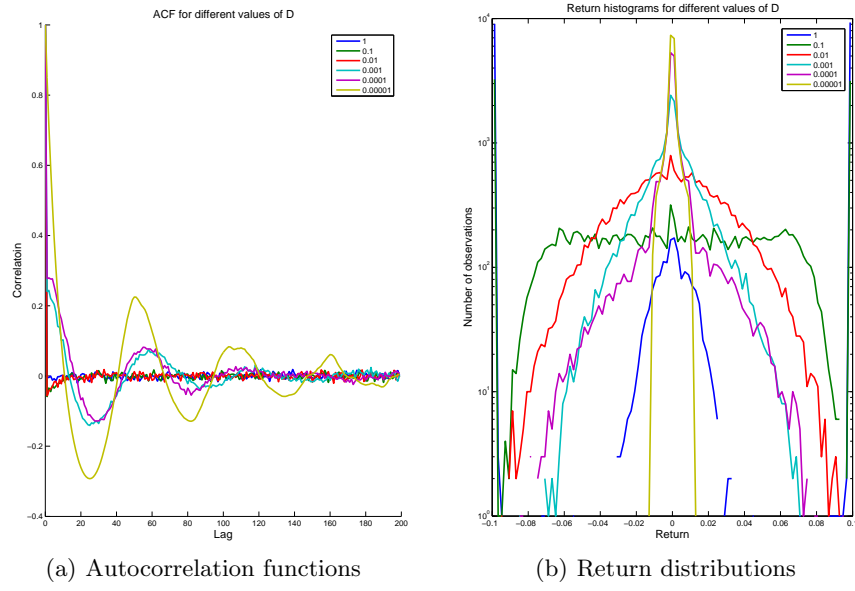 ACF for different values of D
1
0.1
0.01
0.001
0.0001
0.00001
1
0.8
0.6
0.4
0.2
0
−0.2
−0.4
Correlatoin
0 20 40 60 80 100 120 140 160 180 200
Lag
(a) Autocorrelation functions
Return histograms for different values of D
1
0.1
0.01
0.001
0.0001
0.00001
10^4
10^3
10^2
10^1
10^0
Number of observations
−0.1 −0.08 −0.06 −0.04 −0.02 0 0.02 0.04 0.06 0.08 0.1
Return
(b) Return distributions